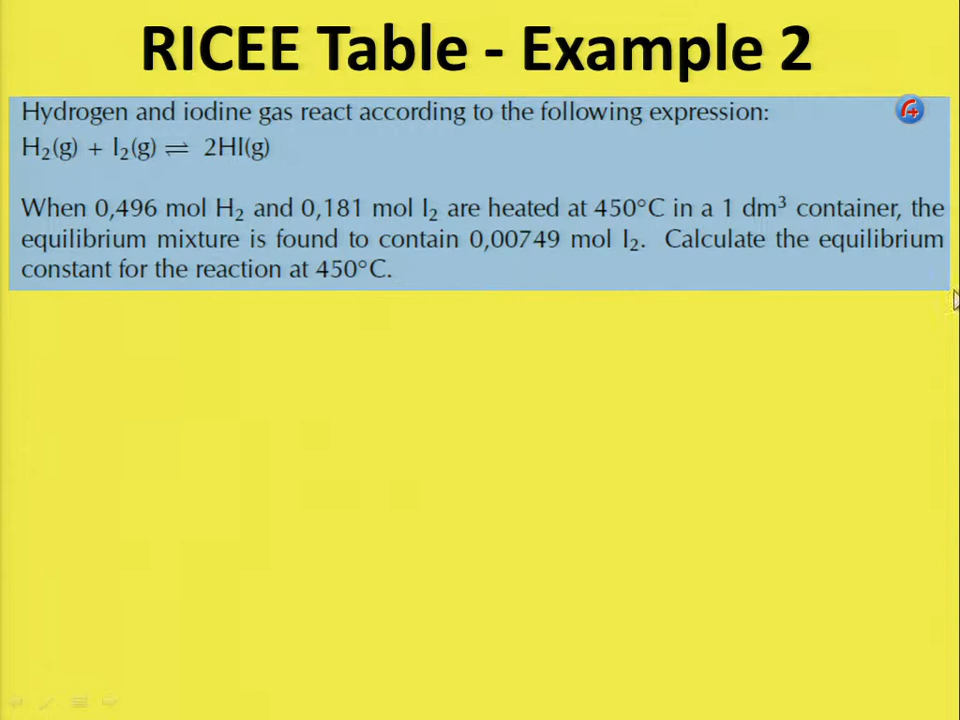 RICEE Table - Example 2
Hydrogen and iodine gas react according to the following expression:
H₂(g) + I₂(g) ⇌ 2HI(g)
When 0,496 mol H₂ and 0,181 mol I₂ are heated at 450°C in a 1 dm³ container, the
equilibrium mixture is found to contain 0,00749 mol I₂. Calculate the equilibrium
constant for the reaction at 450°C.